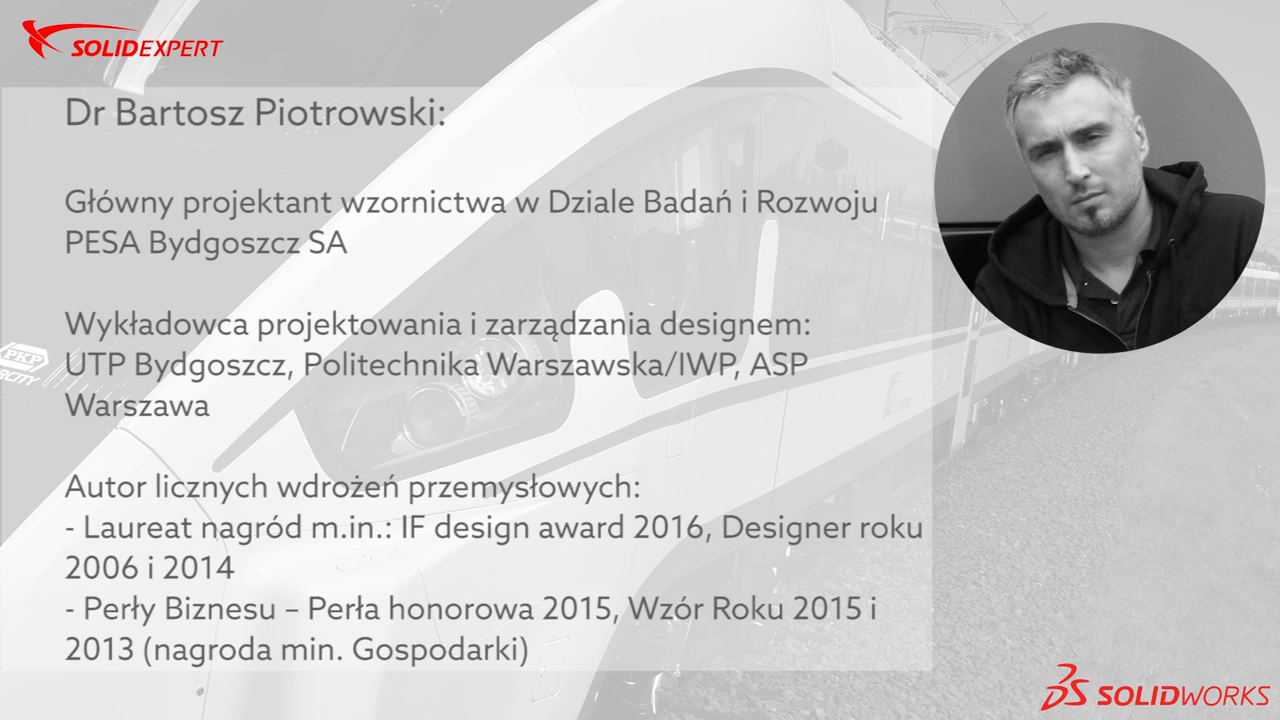 SOLIDEXPERT
Dr Bartosz Piotrowski:
Główny projektant wzornictwa w Dziale Badań i Rozwoju
PESA Bydgoszcz SA
Wykładowca projektowania i zarządzania designem:
UTP Bydgoszcz, Politechnika Warszawska/IWP, ASP
Warszawa
PKP
RCITY
Autor licznych wdrożeń przemysłowych:
- Laureat nagród m.in.: IF design award 2016, Designer roku
2006 i 2014
- Perły Biznesu – Perła honorowa 2015, Wzór Roku 2015 i
2013 (nagroda min. Gospodarki)
SOLIDWORKS